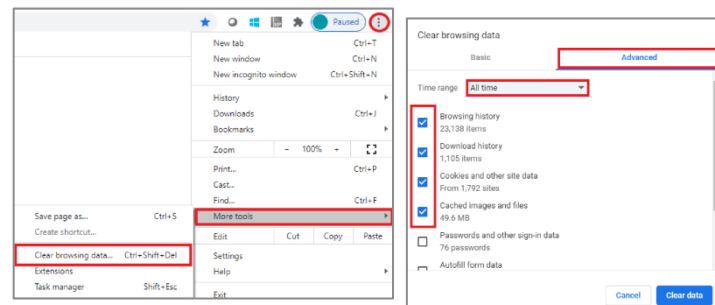 Paused
New tab Ctrl+T
New window Ctrl+N
New incognito window Ctrl+Shift+N
History
Downloads Ctrl+J
Bookmarks
Zoom - 100% +
Print... Ctrl+P
Cast...
Find... Ctrl+F
More tools
Edit Cut Copy Paste
Settings
Help
Exit
Save page as... Ctrl+S
Create shortcut...
Clear browsing data... Ctrl+Shift+Del
Extensions
Task manager Shift+Esc
Clear browsing data
Basic Advanced
Time range All time
Browsing history
23,138 items
Download history
1,105 items
Cookies and other site data
From 1,792 sites
Cached images and files
49.6 MB
Passwords and other sign-in data
76 passwords
Autofill form data
Cancel Clear data